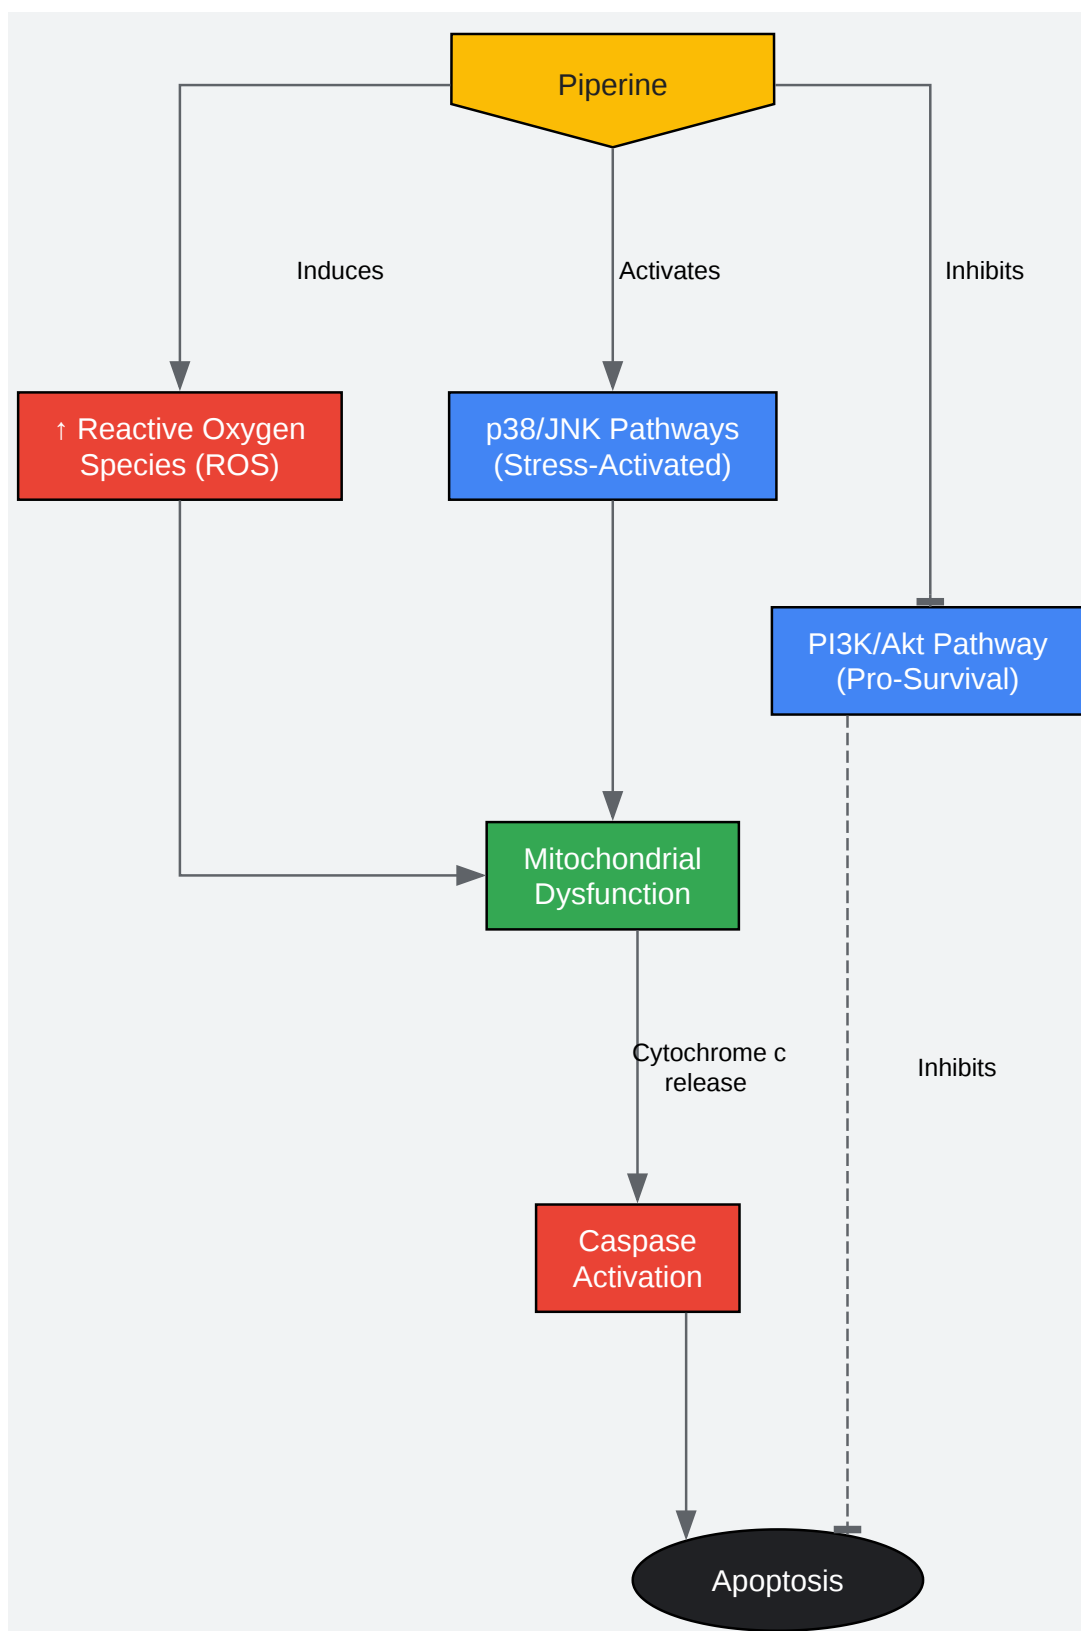 Piperine
Induces
Activates
Inhibits
↑ Reactive Oxygen
Species (ROS)
p38/JNK Pathways
(Stress-Activated)
PI3K/Akt Pathway
(Pro-Survival)
Mitochondrial
Dysfunction
Cytochrome c
release
Inhibits
Caspase
Activation
Apoptosis